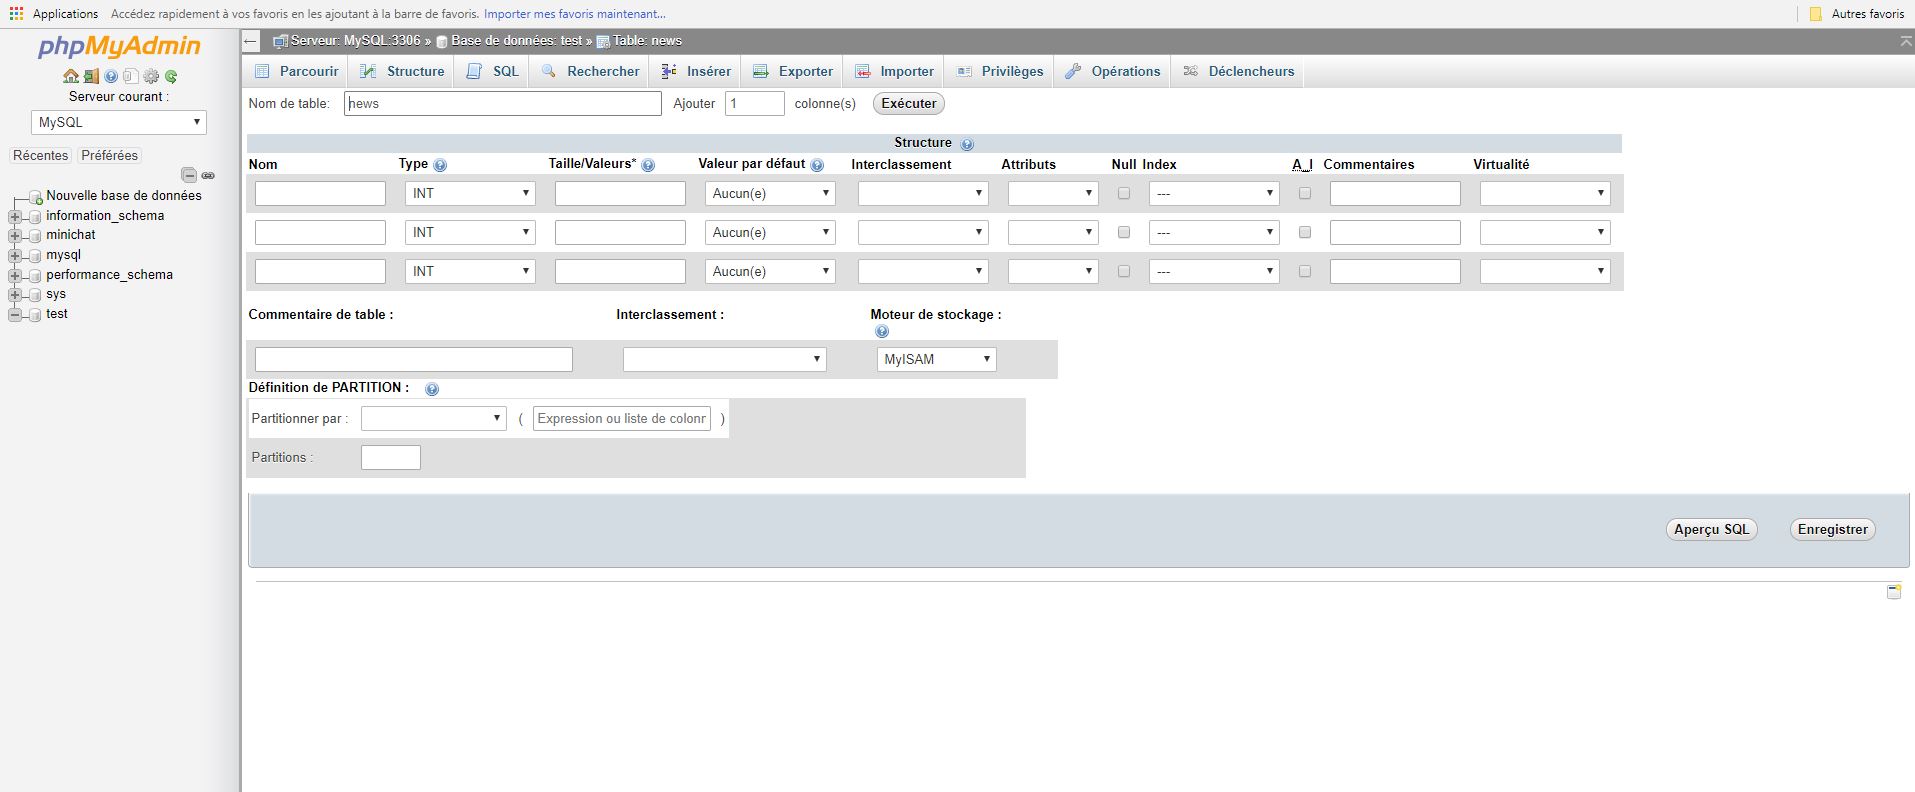 Applications Accédez rapidement à vos favoris en les ajoutant à la barre de favoris. Importer mes favoris maintenant... Autres favoris
phpMyAdmin
Serveur courant :
MySQL
Récentes Préférées
Nouvelle base de données
information_schema
minichat
mysql
performance_schema
sys
test
Serveur: MySQL:3306 » Base de données: test » Table: news
Parcourir Structure SQL Rechercher Insérer Exporter Importer Privilèges Opérations Déclencheurs
Nom de table: news Ajouter 1 colonne(s) Exécuter
Structure
Nom Type Taille/Valeurs* Valeur par défaut Interclassement Attributs Null Index A_I Commentaires Virtualité
INT Aucun(e) ---
INT Aucun(e) ---
INT Aucun(e) ---
Commentaire de table : Interclassement : Moteur de stockage :
MyISAM
Définition de PARTITION :
Partitionner par : ( Expression ou liste de colonr )
Partitions :
Aperçu SQL Enregistrer